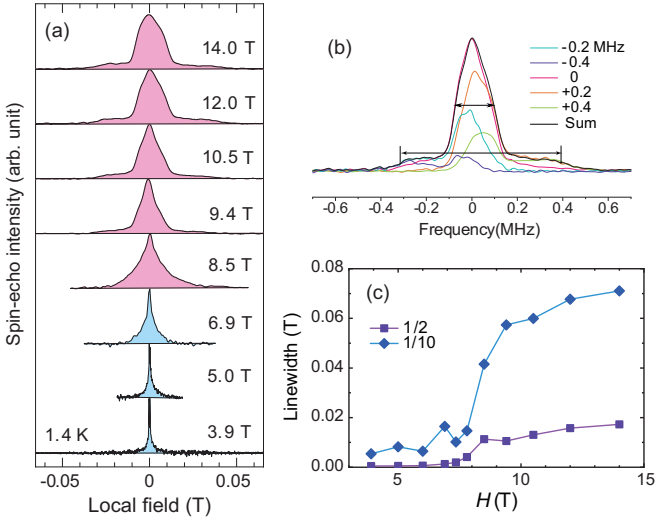 (a)
14.0 T
12.0 T
10.5 T
9.4 T
8.5 T
6.9 T
5.0 T
3.9 T
1.4 K
Spin-echo intensity (arb. unit)
-0.05 0 0.05
Local field (T)
(b)
-0.2 MHz
-0.4
0
+0.2
+0.4
Sum
-0.6 -0.4 -0.2 0 0.2 0.4 0.6
Frequency(MHz)
(c)
1/2
1/10
0.08
0.06
0.04
0.02
0.00
Linewidth (T)
5 10 15
H (T)